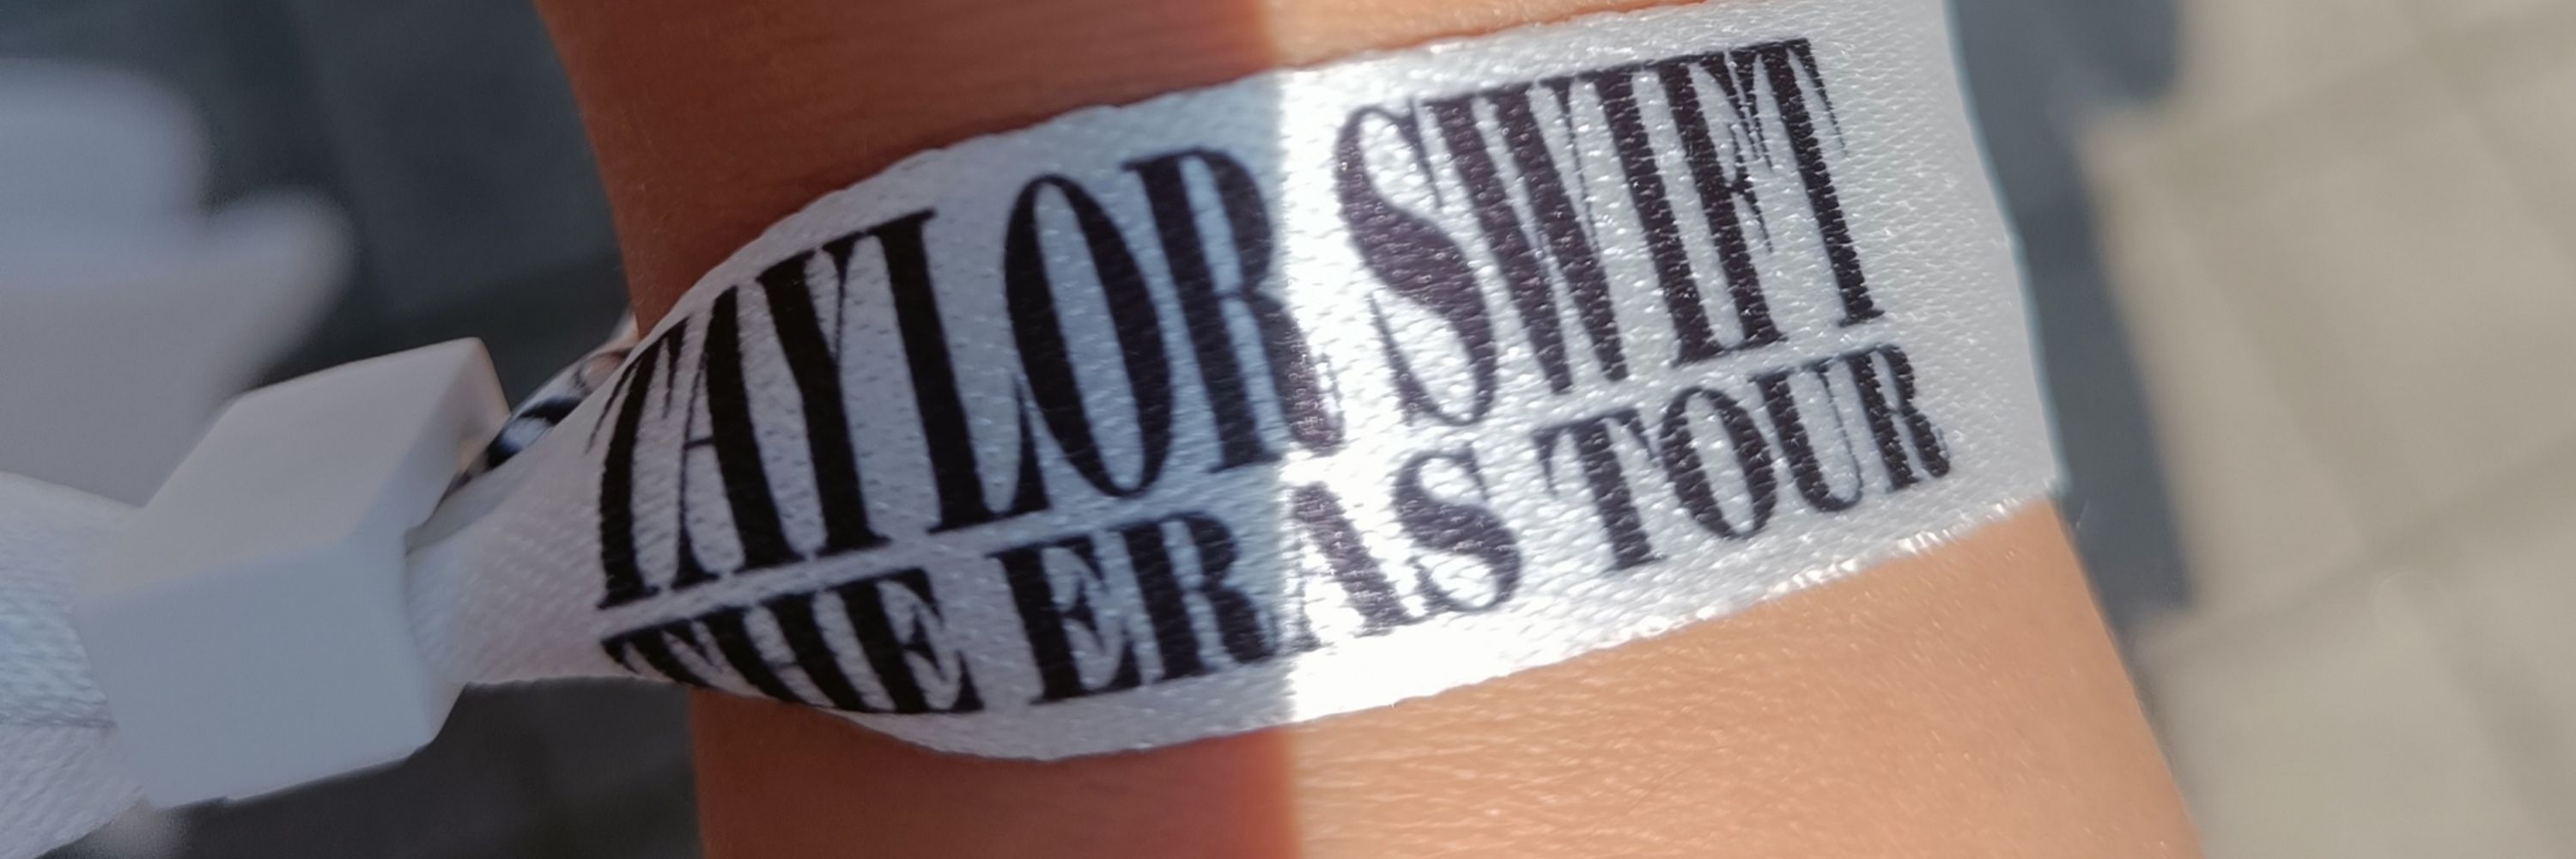 TAYLOR SWIFT
THE ERAS TOUR